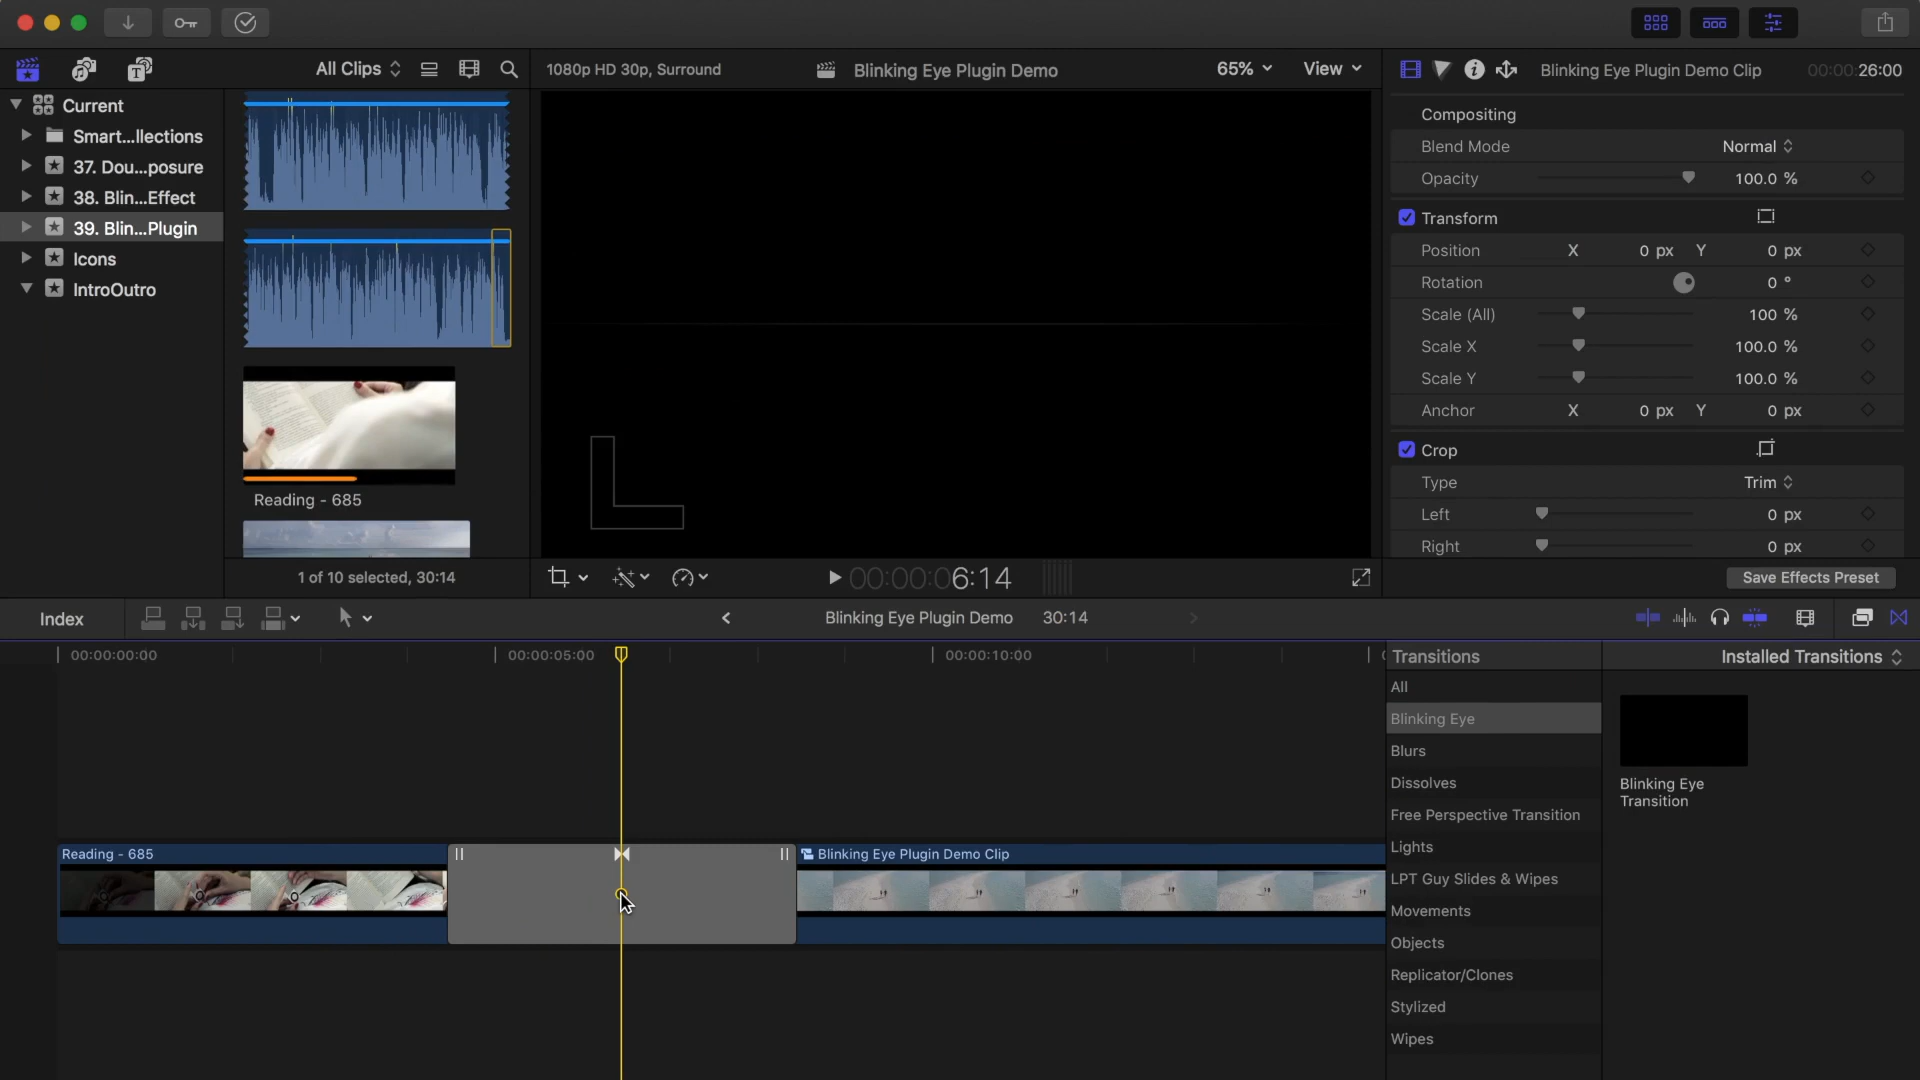 All Clips
1080p HD 30p, Surround
Blinking Eye Plugin Demo
65%
View
Blinking Eye Plugin Demo Clip
00:00:26:00
Current
Smart...llections
37. Dou...posure
38. Blin...Effect
39. Blin...Plugin
Icons
IntroOutro
Reading - 685
1 of 10 selected, 30:14
00:00:06:14
Compositing
Blend Mode
Normal
Opacity
100.0 %
Transform
Position X 0 px Y 0 px
Rotation 0 °
Scale (All) 100 %
Scale X 100.0 %
Scale Y 100.0 %
Anchor X 0 px Y 0 px
Crop
Type Trim
Left 0 px
Right 0 px
Save Effects Preset
Index
Blinking Eye Plugin Demo 30:14
00:00:00:00
00:00:05:00
00:00:10:00
Reading - 685
Blinking Eye Plugin Demo Clip
Transitions
Installed Transitions
All
Blinking Eye
Blurs
Dissolves
Free Perspective Transition
Lights
LPT Guy Slides & Wipes
Movements
Objects
Replicator/Clones
Stylized
Wipes
Blinking Eye
Transition